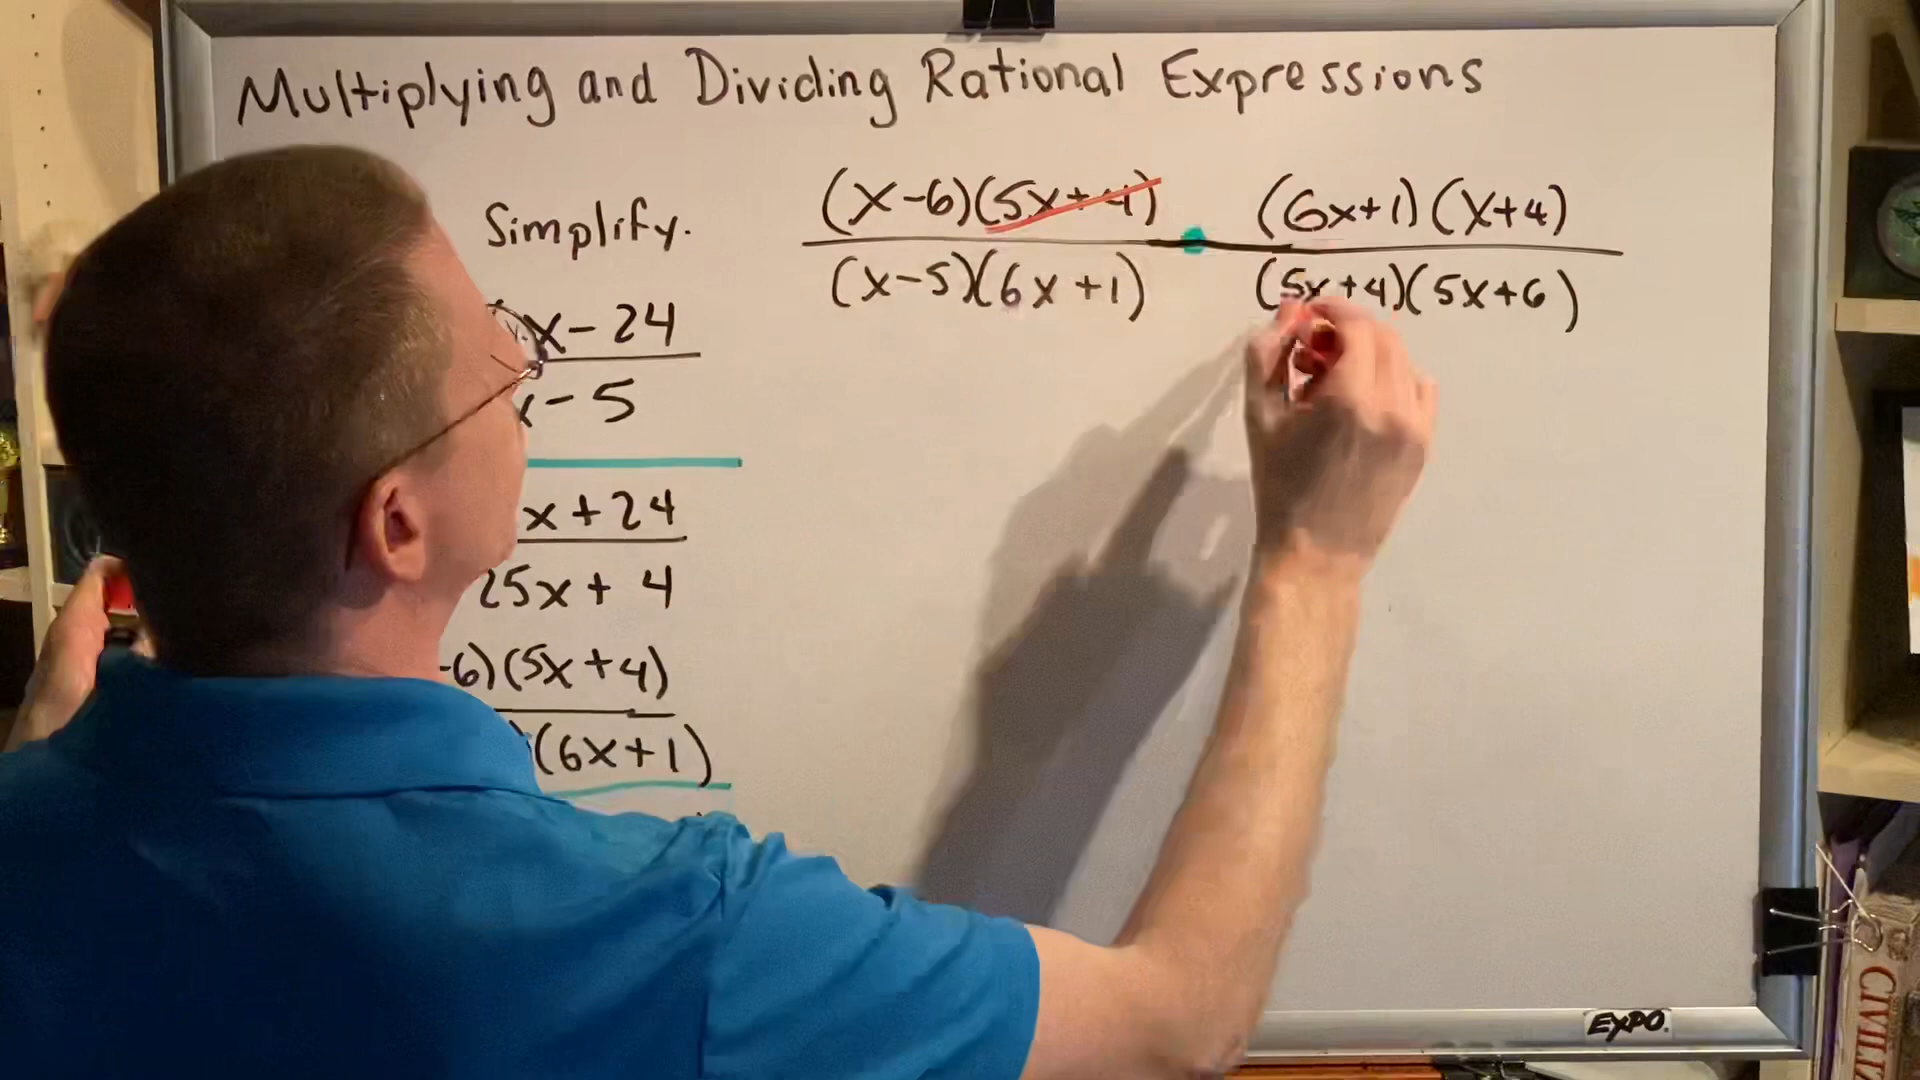 Multiplying and Dividing Rational Expressions
Simplify.
x - 24
x - 5
x + 24
25x + 4
-6)(5x+4)
(6x+1)
(x-6)(5x+4) (6x+1)(x+4)
(x-5)(6x+1) (5x+4)(5x+6)
EXPO.
CIVILIZ